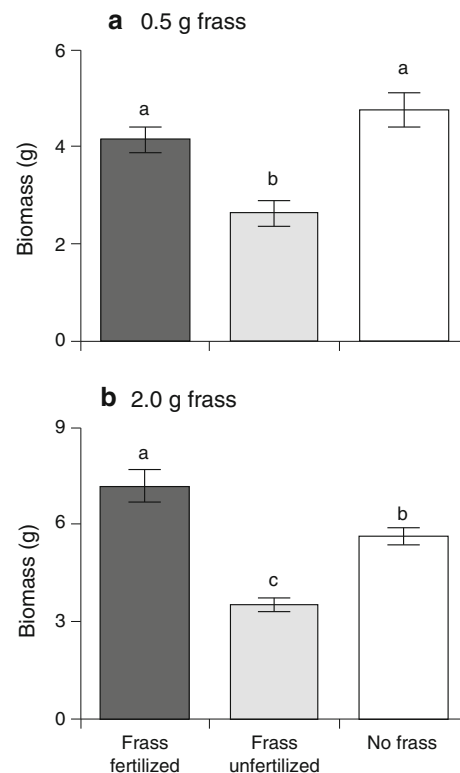 a 0.5 g frass
6
4
2
0
Biomass (g)
a
b
a
b 2.0 g frass
9
6
3
0
Biomass (g)
a
c
b
Frass
fertilized
Frass
unfertilized
No frass